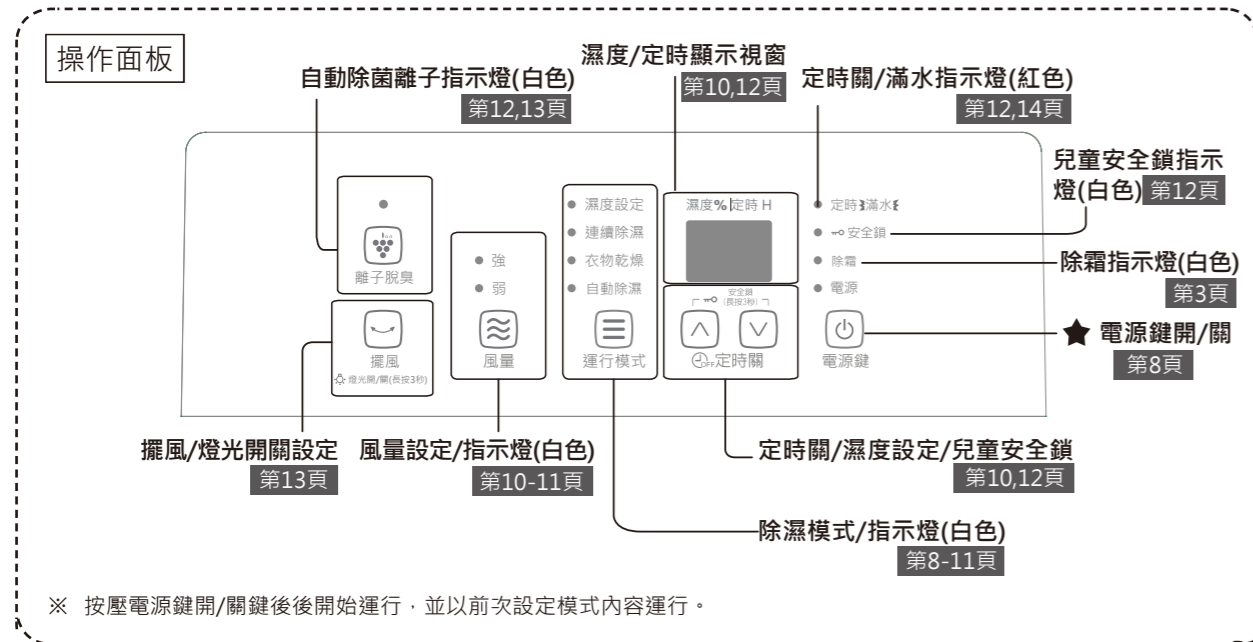 操作面板
自動除菌離子指示燈(白色)
第12,13頁
濕度/定時顯示視窗
第10,12頁
定時關/滿水指示燈(紅色)
第12,14頁
兒童安全鎖指示
燈(白色) 第12頁
除霜指示燈(白色)
第3頁
★ 電源鍵開/關
第8頁
離子脫臭
擺風
燈光開/關(長按3秒)
強
弱
風量
濕度設定
連續除濕
衣物乾燥
自動除濕
運行模式
濕度% 定時 H
安全鎖
(長按3秒)
OFF 定時關
定時 滿水
安全鎖
除霜
電源
電源鍵
擺風/燈光開關設定
第13頁
風量設定/指示燈(白色)
第10-11頁
定時關/濕度設定/兒童安全鎖
第10,12頁
除濕模式/指示燈(白色)
第8-11頁
※ 按壓電源鍵開/關鍵後後開始運行，並以前次設定模式內容運行。